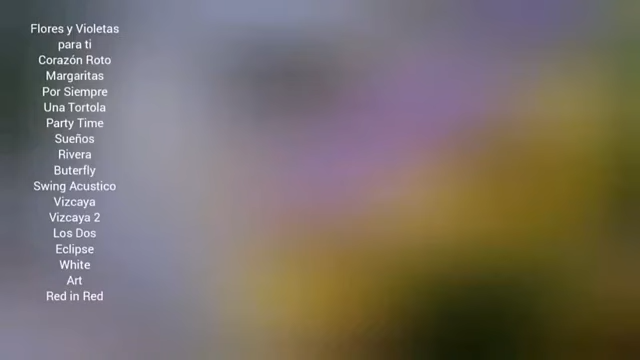 Flores y Violetas
para ti
Corazón Roto
Margaritas
Por Siempre
Una Tortola
Party Time
Sueños
Rivera
Buterfly
Swing Acustico
Vizcaya
Vizcaya 2
Los Dos
Eclipse
White
Art
Red in Red